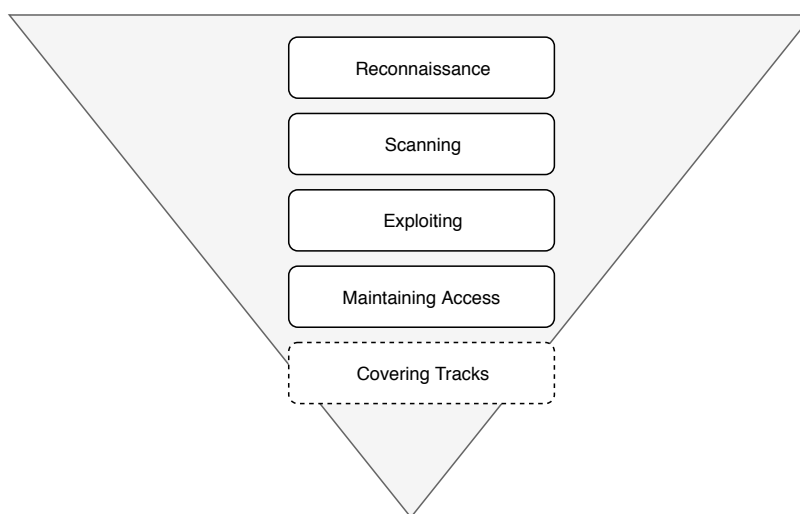 Reconnaissance
Scanning
Exploiting
Maintaining Access
Covering Tracks